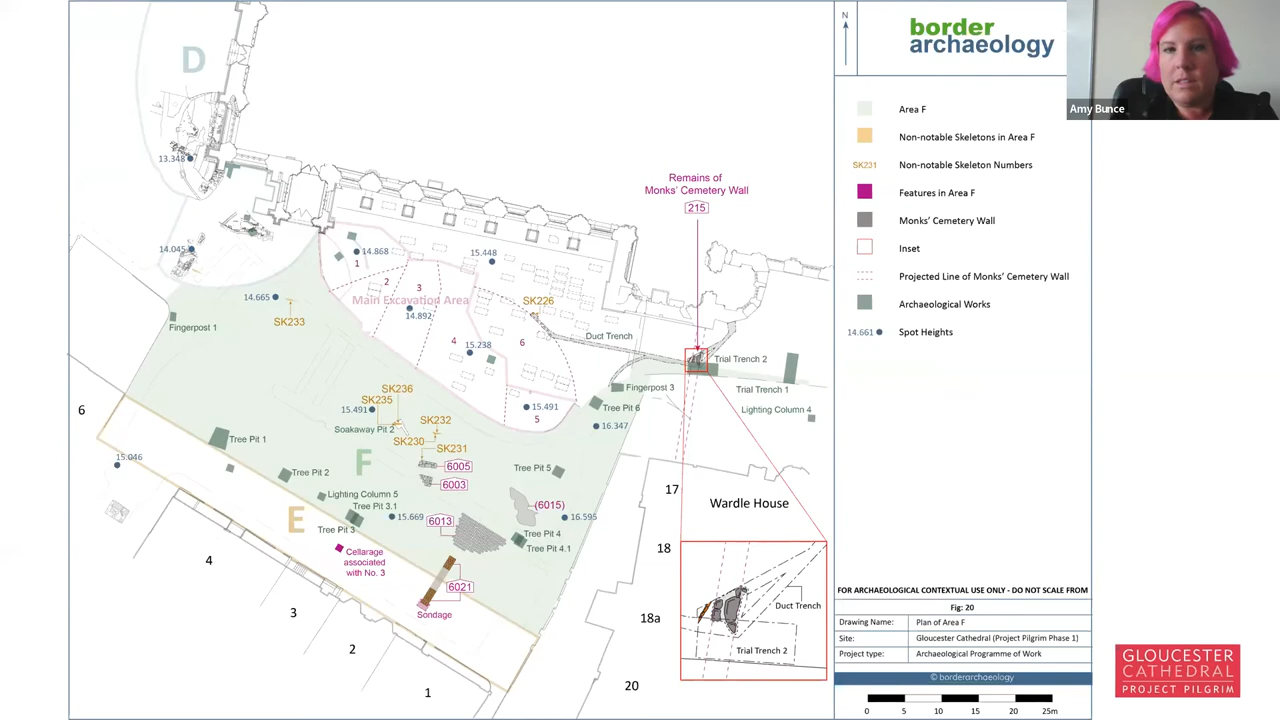 D
13.348
14.045
14.665
SK233
Fingerpost 1
14.868
1
2
3
Main Excavation Area
14.892
15.448
SK226
4
15.238
6
Duct Trench
Remains of
Monks' Cemetery Wall
215
Trial Trench 2
Trial Trench 1
Lighting Column 4
Fingerpost 3
Tree Pit 6
15.491
5
16.347
SK236
SK235
15.491
Soakaway Pit 2
SK232
SK230
SK231
6
15.046
Tree Pit 1
Tree Pit 2
F
6005
6003
Tree Pit 5
Lighting Column 5
Tree Pit 3.1
E
Tree Pit 3
15.669
6013
(6015)
16.595
Tree Pit 4
Tree Pit 4.1
Cellarage
associated
with No. 3
6021
Sondage
4
3
2
1
17
Wardle House
18
18a
20
Duct Trench
Trial Trench 2
N
border
archaeology
Area F
Non-notable Skeletons in Area F
SK231
Non-notable Skeleton Numbers
Features in Area F
Monks' Cemetery Wall
Inset
Projected Line of Monks' Cemetery Wall
Archaeological Works
14.661
Spot Heights
FOR ARCHAEOLOGICAL CONTEXTUAL USE ONLY - DO NOT SCALE FROM
Fig: 20
Drawing Name: Plan of Area F
Site: Gloucester Cathedral (Project Pilgrim Phase 1)
Project type: Archaeological Programme of Work
© borderarchaeology
0 5 10 15 20 25m
Amy Bunce
GLOUCESTER
CATHEDRAL
PROJECT PILGRIM